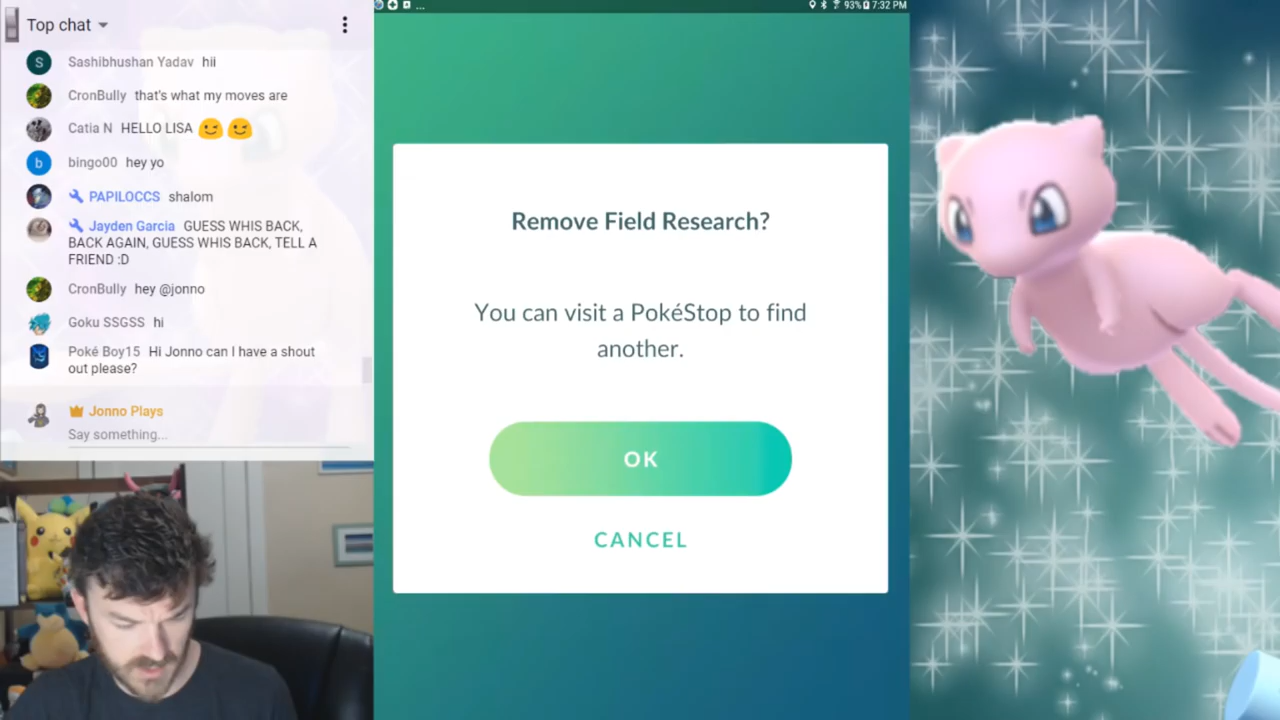 Top chat
S Sashibhushan Yadav hii
CronBully that's what my moves are
Catia N HELLO LISA 😉 😉
b bingo00 hey yo
PAPILOCCS shalom
Jayden Garcia GUESS WHIS BACK,
BACK AGAIN, GUESS WHIS BACK, TELL A
FRIEND :D
CronBully hey @jonno
Goku SSGSS hi
Poké Boy15 Hi Jonno can I have a shout
out please?
Jonno Plays
Say something...
... 93% 7:32 PM
Remove Field Research?
You can visit a PokéStop to find
another.
OK
CANCEL